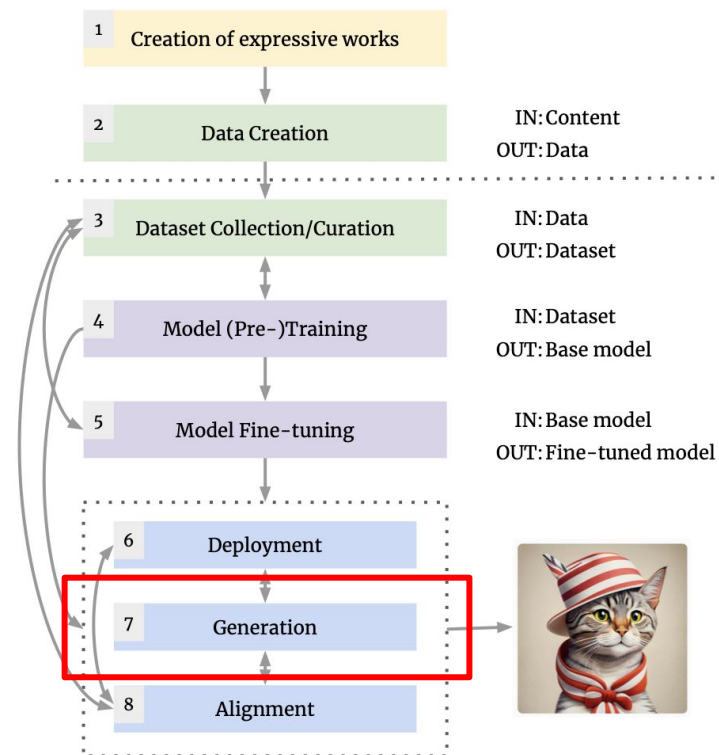 1
Creation of expressive works
2
Data Creation
IN: Content
OUT: Data
3
Dataset Collection/Curation
IN: Data
OUT: Dataset
4
Model (Pre-)Training
IN: Dataset
OUT: Base model
5
Model Fine-tuning
IN: Base model
OUT: Fine-tuned model
6
Deployment
7
Generation
8
Alignment